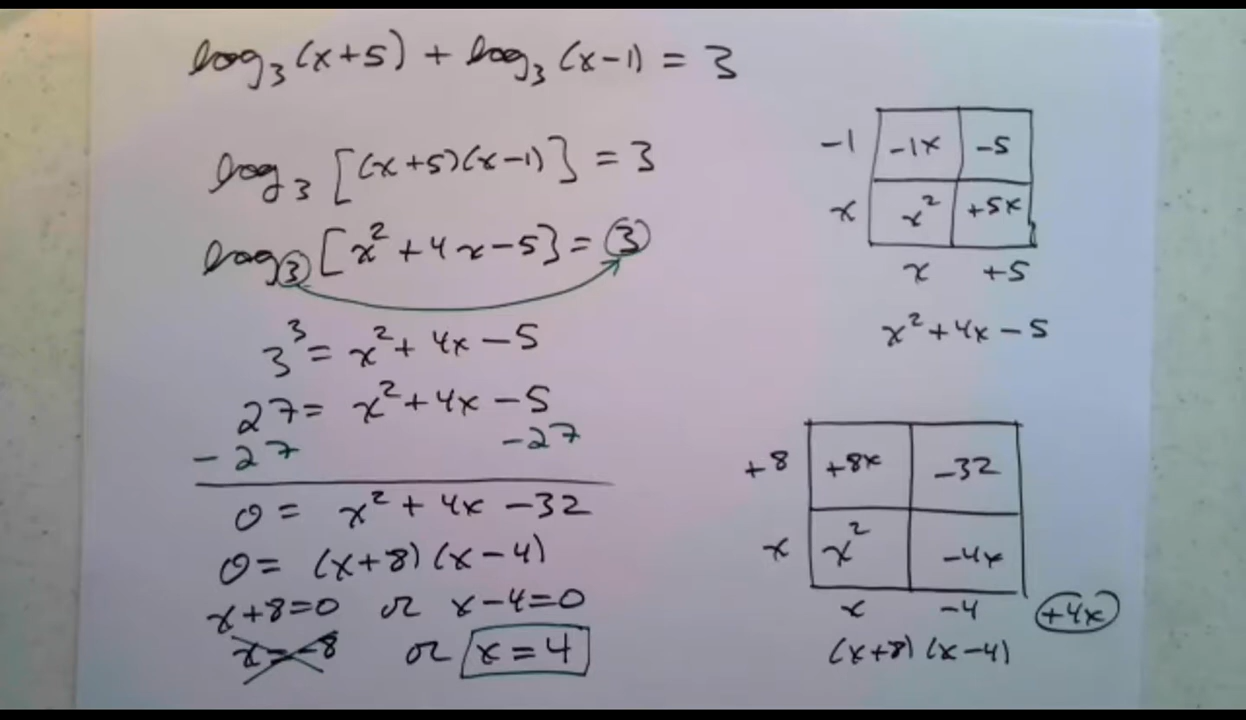 log₃(x+5) + log₃(x-1) = 3
log₃ [(x+5)(x-1)] = 3
log₃ [x²+4x-5] = 3
3³ = x²+4x-5
27 = x²+4x-5
-27 -27
0 = x²+4x-32
0 = (x+8)(x-4)
x+8=0 or x-4=0
x=-8 or x=4
-1 -1x -5
x x² +5x
x +5
x²+4x-5
+8 +8x -32
x x² -4x
x -4 +4x
(x+8)(x-4)